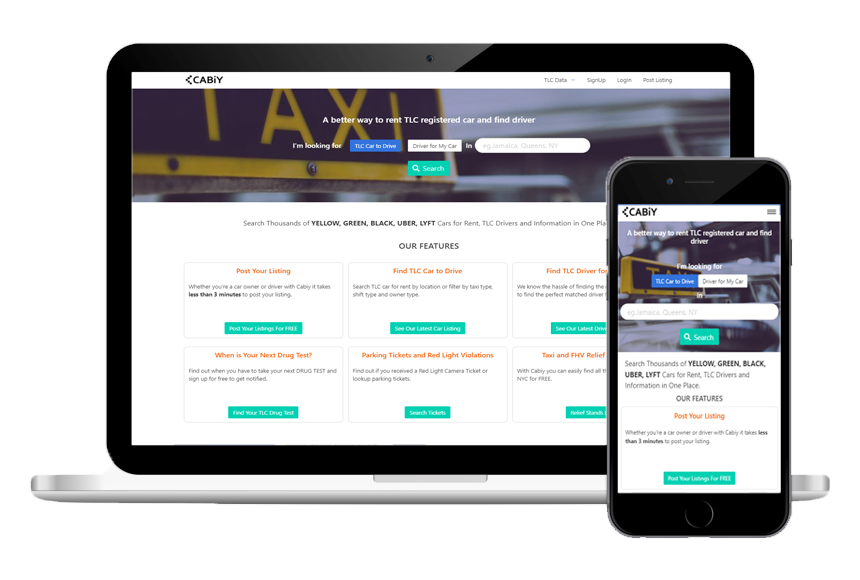 CABiY
TLC Data SignUp Login Post Listing
TAXI
A better way to rent TLC registered car and find driver
I'm looking for TLC Car to Drive Driver for My Car In eg.Jamaica, Queens, NY
Search
Search Thousands of YELLOW, GREEN, BLACK, UBER, LYFT Cars for Rent, TLC Drivers and Information in One Pla
OUR FEATURES
Post Your Listing
Whether you're a car owner or driver with Cabiy it takes
less than 3 minutes to post your listing.
Post Your Listings For FREE
Find TLC Car to Drive
Search TLC car for rent by location or filter by taxi type,
shift type and owner type.
See Our Latest Car Listing
Find TLC Driver for
We know the hassle of finding the
to find the perfect matched driver
See Our Latest Drive
When is Your Next Drug Test?
Find out when you have to take your next DRUG TEST and
sign up for free to get notified.
Find Your TLC Drug Test
Parking Tickets and Red Light Violations
Find out if you received a Red Light Camera Ticket or
lookup parking tickets.
Search Tickets
Taxi and FHV Relief
With Cabiy you can easily find all th
NYC for FREE.
Relief Stands
CABiY
A better way to rent TLC registered car and find
driver
I'm looking for
TLC Car to Drive Driver for My Car
In
eg.Jamaica, Queens, NY
Search
Search Thousands of YELLOW, GREEN, BLACK,
UBER, LYFT Cars for Rent, TLC Drivers and
Information in One Place.
OUR FEATURES
Post Your Listing
Whether you're a car owner or driver with Cabiy it takes less
than 3 minutes to post your listing.
Post Your Listings For FREE